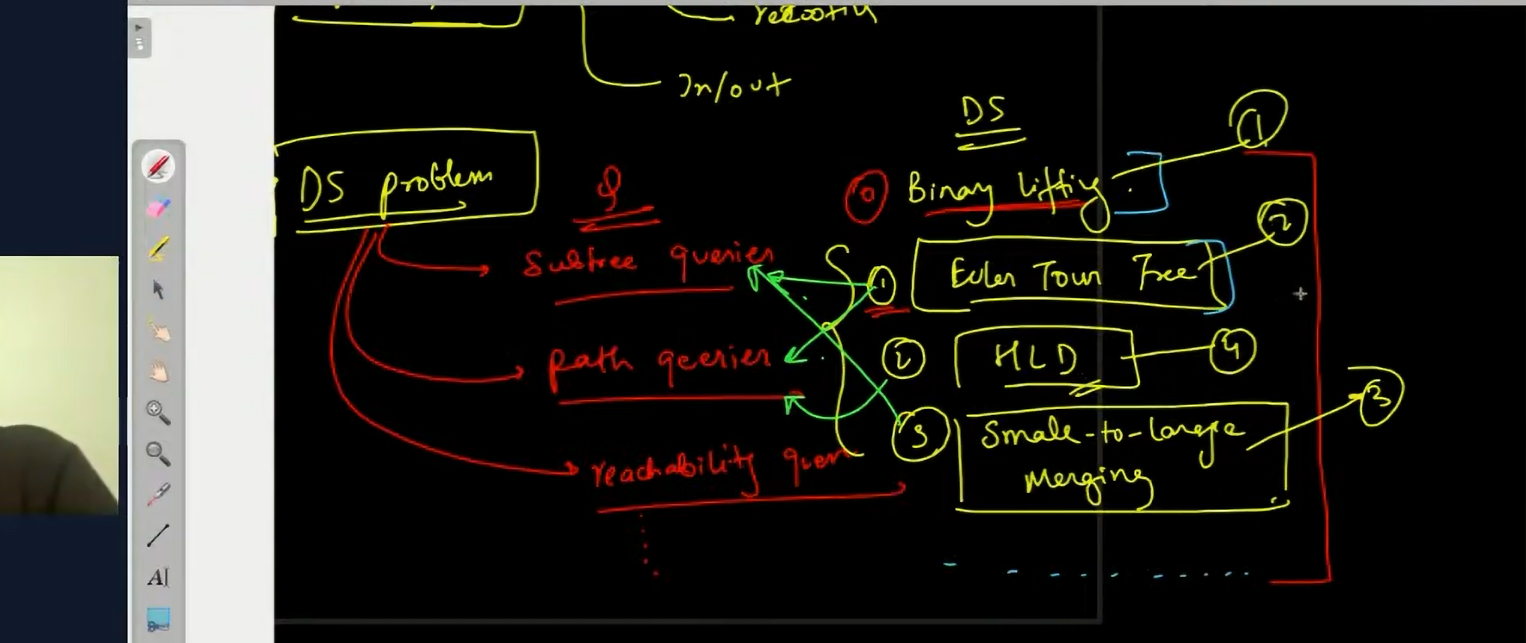 rerooting
In/out
DS
①
DS problem
Q
⓪ Binary lifting
②
Subtree queries
① Euler Tour Tree
path queries
② HLD
④
③
③ Small-to-large
merging
reachability quer
A